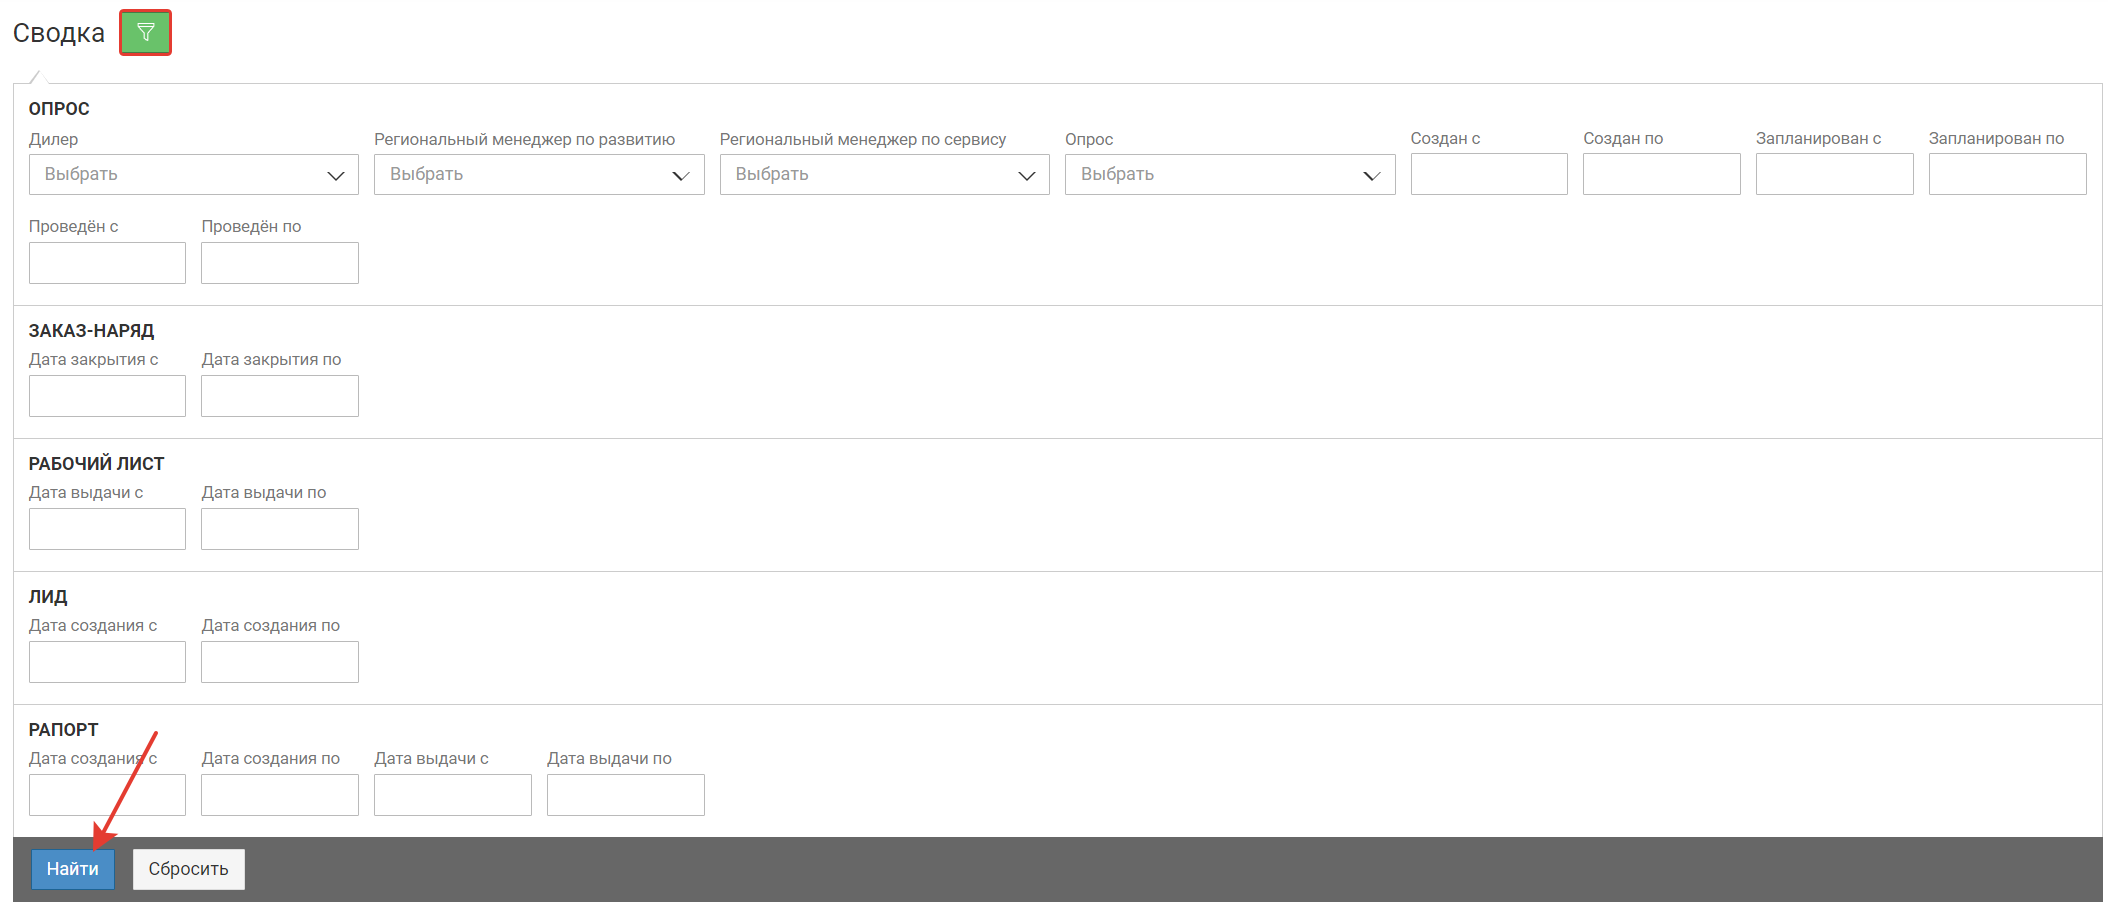 Сводка
ОПРОС
Дилер Региональный менеджер по развитию Региональный менеджер по сервису Опрос Создан с Создан по Запланирован с Запланирован по
Выбрать Выбрать Выбрать Выбрать
Проведён с Проведён по
ЗАКАЗ-НАРЯД
Дата закрытия с Дата закрытия по
РАБОЧИЙ ЛИСТ
Дата выдачи с Дата выдачи по
ЛИД
Дата создания с Дата создания по
РАПОРТ
Дата создания с Дата создания по Дата выдачи с Дата выдачи по
Найти Сбросить